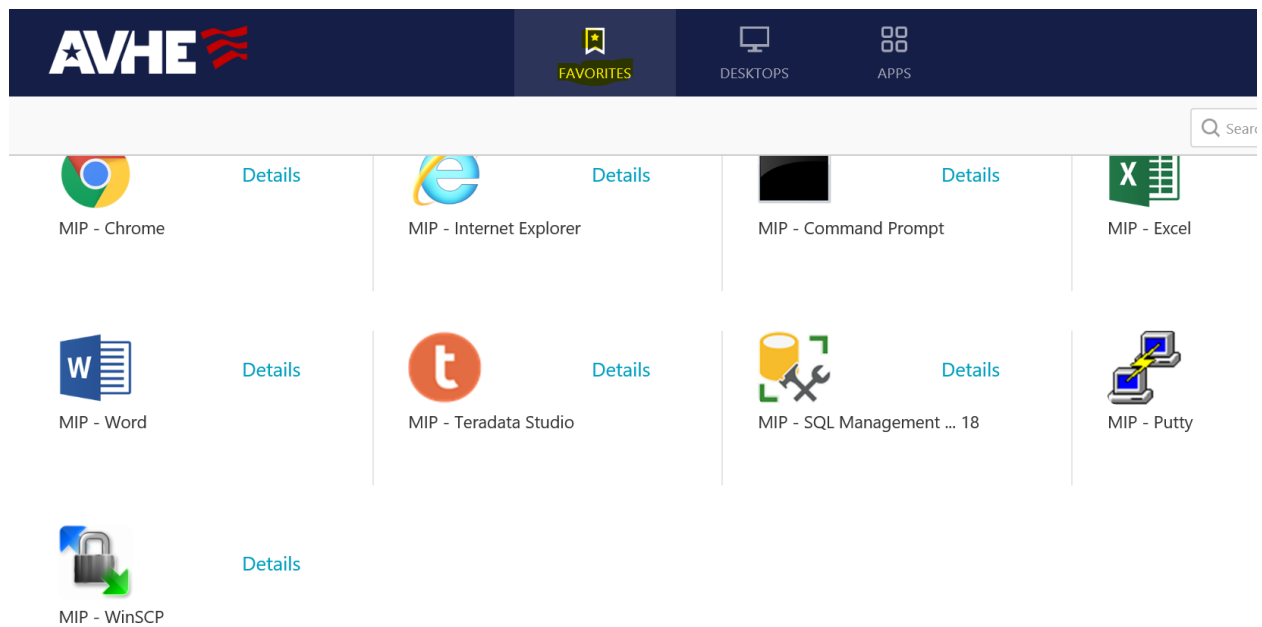 AVHE
FAVORITES
DESKTOPS
APPS
Details
Details
Details
X
MIP - Chrome
MIP - Internet Explorer
MIP - Command Prompt
MIP - Excel
W
Details
t
Details
Details
MIP - Word
MIP - Teradata Studio
MIP - SQL Management ... 18
MIP - Putty
Details
MIP - WinSCP